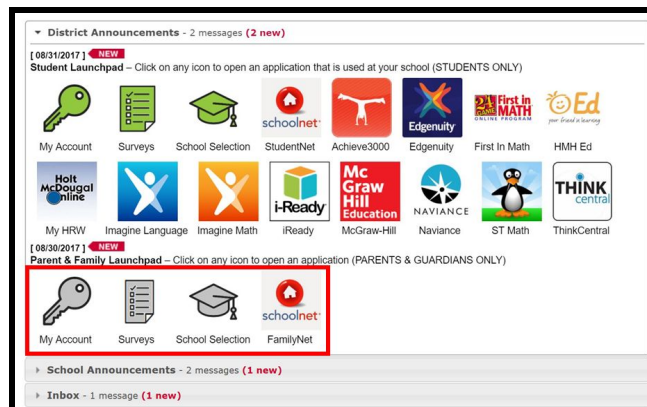 District Announcements - 2 messages (2 new)
[ 08/31/2017 ] NEW
Student Launchpad – Click on any icon to open an application that is used at your school (STUDENTS ONLY)
schoolnet
Edgenuity
First in
MATH
ONLINE PROGRAM
Ed
your friend in learning
My Account Surveys School Selection StudentNet Achieve3000 Edgenuity First In Math HMH Ed
Holt
McDougal
Online
i-Ready
Mc
Graw
Hill
Education
NAVIANCE
THINK
central
My HRW Imagine Language Imagine Math iReady McGraw-Hill Naviance ST Math ThinkCentral
[ 08/30/2017 ] NEW
Parent & Family Launchpad – Click on any icon to open an application (PARENTS & GUARDIANS ONLY)
schoolnet
My Account Surveys School Selection FamilyNet
School Announcements - 2 messages (1 new)
Inbox - 1 message (1 new)